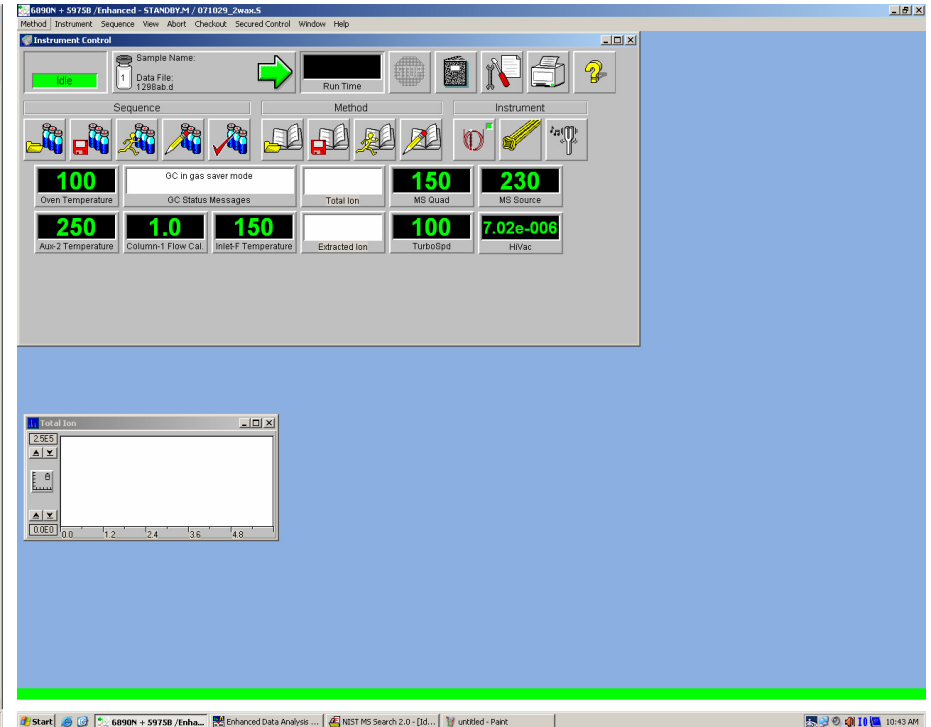 6890N + 5975B /Enhanced - STANDBY.M / 071029_2wax.S
Method Instrument Sequence View Abort Checkout Secured Control Window Help
Instrument Control
Idle
1
Sample Name:
Data File:
1298ab.d
Run Time
Sequence Method Instrument
100
Oven Temperature
GC in gas saver mode
GC Status Messages
Total Ion
150
MS Quad
230
MS Source
250
Aux-2 Temperature
1.0
Column-1 Flow Cal.
150
Inlet-F Temperature
Extracted Ion
100
TurboSpd
7.02e-006
HiVac
Total Ion
2.5E5
0.0E0
0.0 1.2 2.4 3.6 4.8
Start 6890N + 5975B /Enha... Enhanced Data Analysis ... NIST MS Search 2.0 - [Id... untitled - Paint 10:43 AM